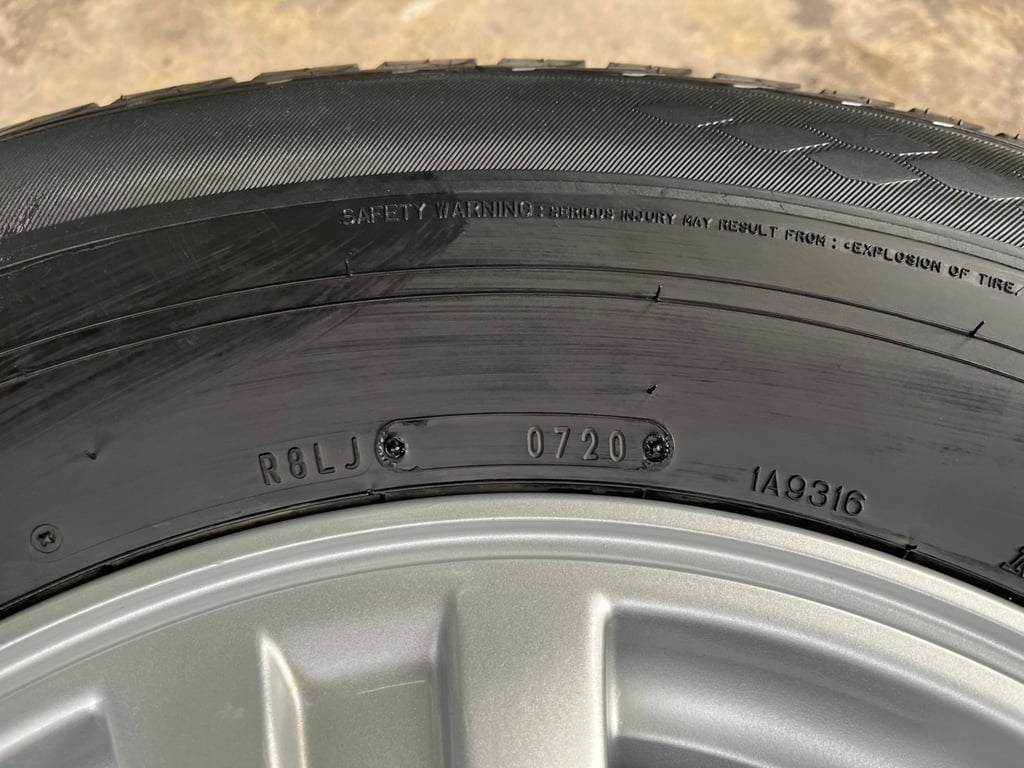 SAFETY WARNING : SERIOUS INJURY MAY RESULT FROM : •EXPLOSION OF TIRE/
R8LJ 0720
1A9316